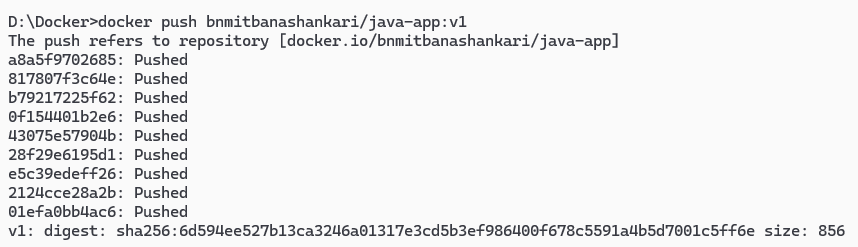 D:\Docker>docker push bnmitbanashankari/java-app:v1
The push refers to repository [docker.io/bnmitbanashankari/java-app]
a8a5f9702685: Pushed
817807f3c64e: Pushed
b79217225f62: Pushed
0f154401b2e6: Pushed
43075e57904b: Pushed
28f29e6195d1: Pushed
e5c39edeff26: Pushed
2124cce28a2b: Pushed
01efa0bb4ac6: Pushed
v1: digest: sha256:6d594ee527b13ca3246a01317e3cd5b3ef986400f678c5591a4b5d7001c5ff6e size: 856